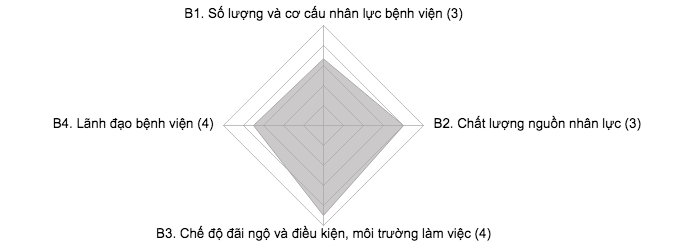 B1. Số lượng và cơ cấu nhân lực bệnh viện (3)
B4. Lãnh đạo bệnh viện (4)
B2. Chất lượng nguồn nhân lực (3)
B3. Chế độ đãi ngộ và điều kiện, môi trường làm việc (4)